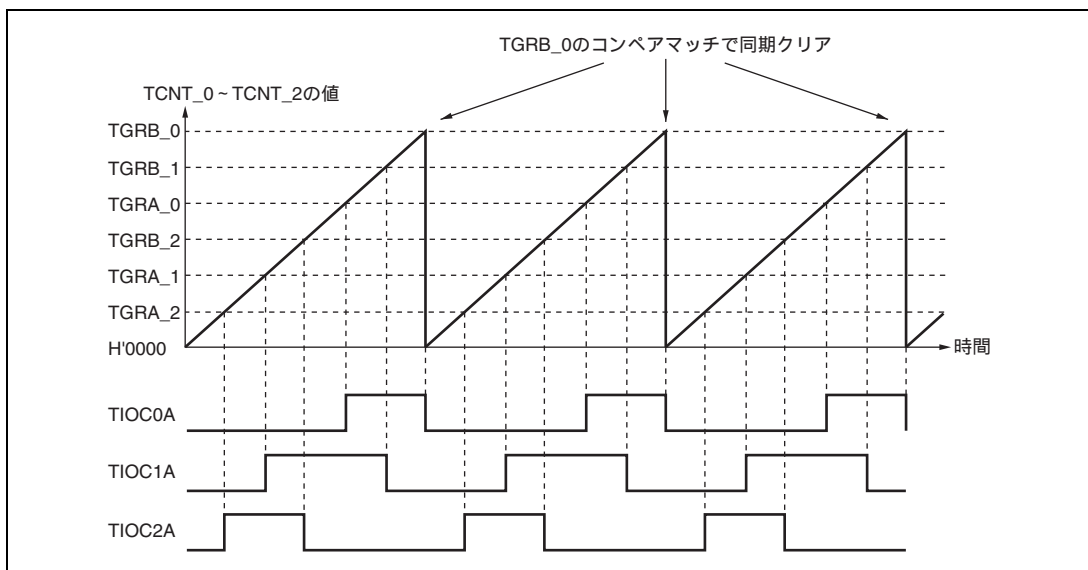 TGRB_0のコンペアマッチで同期クリア
TCNT_0~TCNT_2の値
TGRB_0
TGRB_1
TGRA_0
TGRB_2
TGRA_1
TGRA_2
H'0000
時間
TIOC0A
TIOC1A
TIOC2A